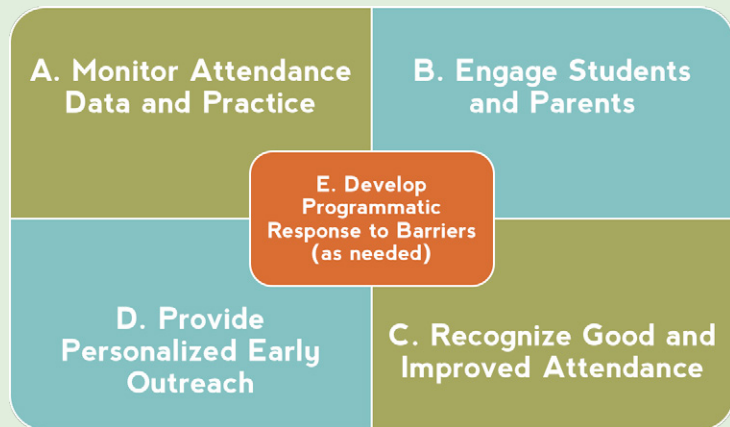 A. Monitor Attendance
Data and Practice
B. Engage Students
and Parents
E. Develop
Programmatic
Response to Barriers
(as needed)
D. Provide
Personalized Early
Outreach
C. Recognize Good and
Improved Attendance